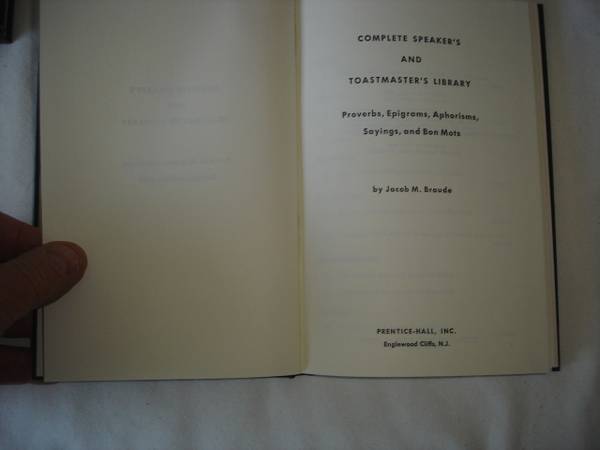 COMPLETE SPEAKER'S
AND
TOASTMASTER'S LIBRARY
Proverbs, Epigrams, Aphorisms,
Sayings, and Bon Mots
by Jacob M. Braude
PRENTICE-HALL, INC.
Englewood Cliffs, N.J.